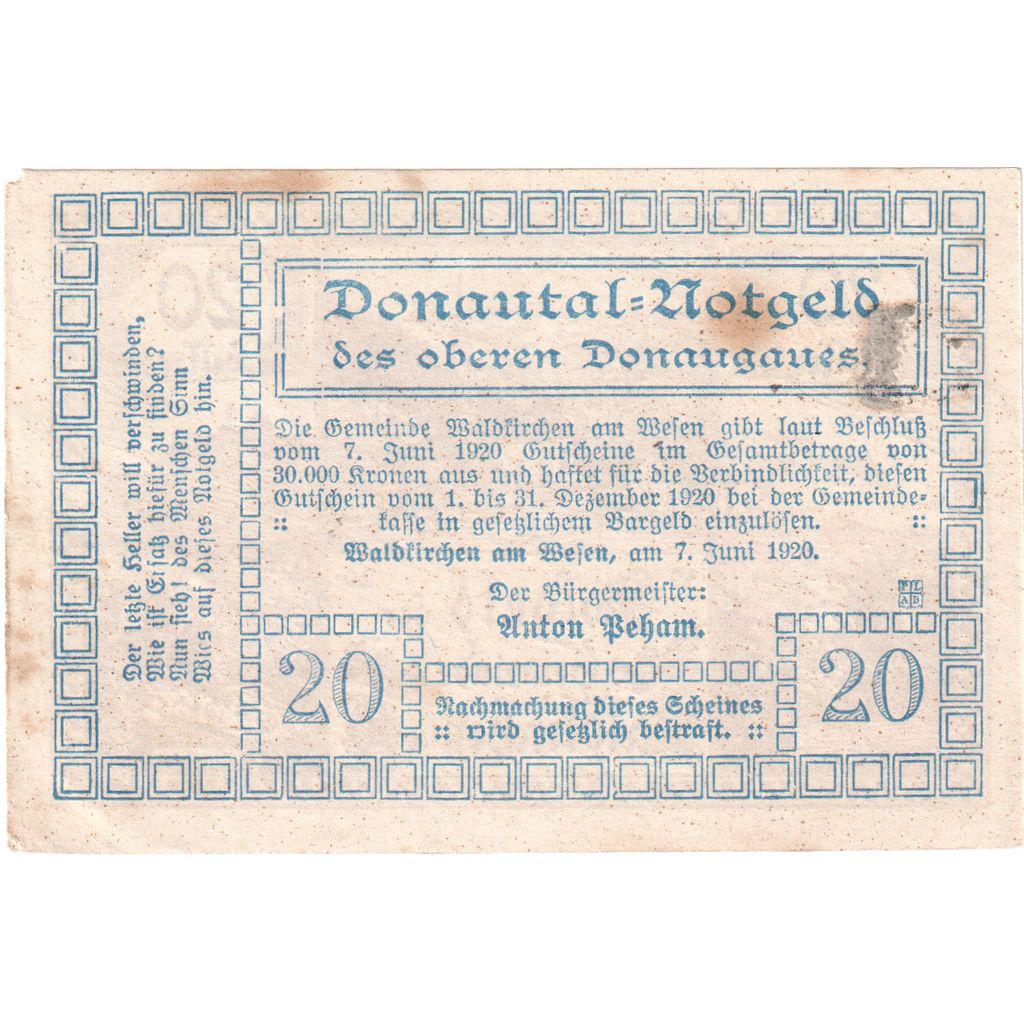 Donautal=Notgeld
des oberen Donaugaues
Die Gemeinde Waldkirchen am Wesen gibt laut Beschluß
vom 7. Juni 1920 Gutscheine im Gesamtbetrage von
30.000 Kronen aus und haftet für die Verbindlichkeit, diesen
Gutschein vom 1. bis 31. Dezember 1920 bei der Gemeinde-
:: kasse in gesetzlichem Bargeld einzulösen. ::
Waldkirchen am Wesen, am 7. Juni 1920.
Der Bürgermeister:
Anton Peham.
20
Nachmachung dieses Scheines
:: wird gesetzlich bestraft. ::
20
Der letzte Heller will verschwinden,
Wie ist Ersatz hiefür zu finden?
Nun sieh! des Menschen Sinn
Wies auf dieses Notgeld hin.